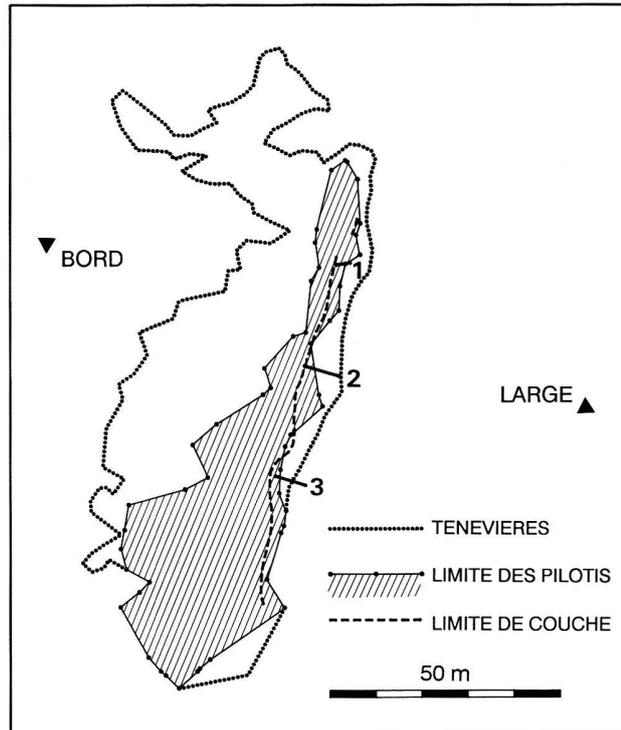 BORD
1
2
LARGE
3
TENEVIERES
LIMITE DES PILOTIS
LIMITE DE COUCHE
50 m